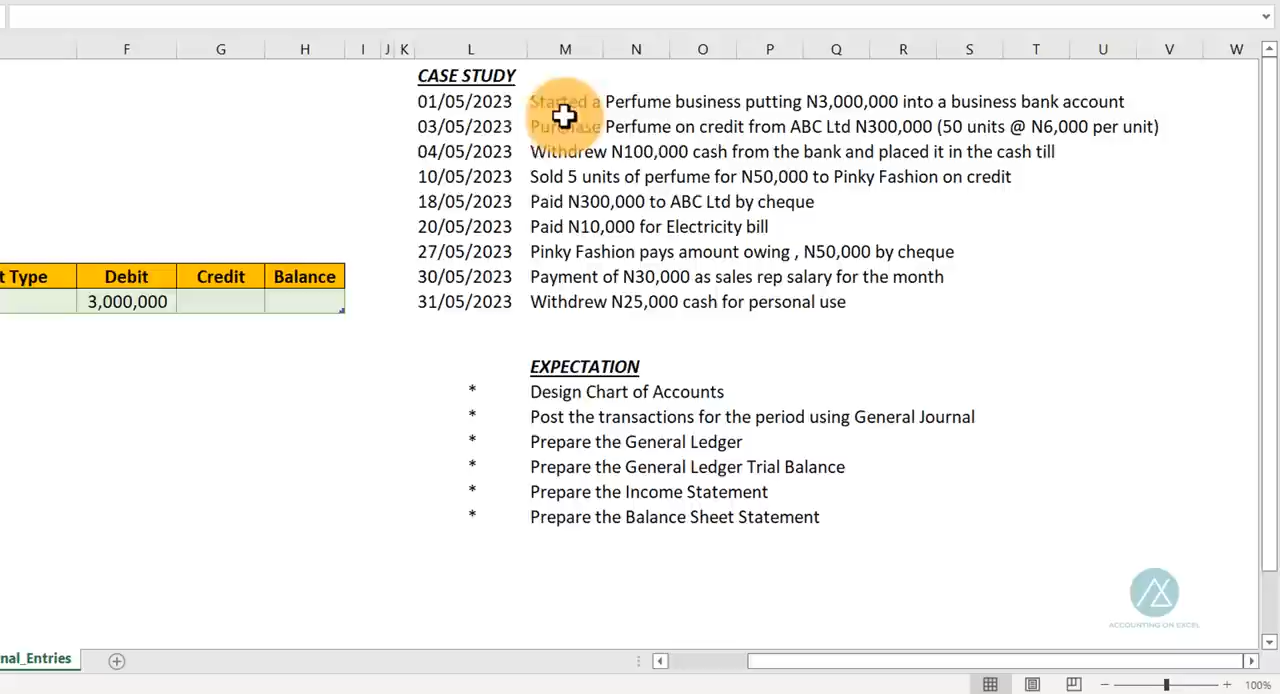 F G H I J K L M N O P Q R S T U V W
CASE STUDY
01/05/2023 Started a Perfume business putting N3,000,000 into a business bank account
03/05/2023 Purchase Perfume on credit from ABC Ltd N300,000 (50 units @ N6,000 per unit)
04/05/2023 Withdrew N100,000 cash from the bank and placed it in the cash till
10/05/2023 Sold 5 units of perfume for N50,000 to Pinky Fashion on credit
18/05/2023 Paid N300,000 to ABC Ltd by cheque
20/05/2023 Paid N10,000 for Electricity bill
27/05/2023 Pinky Fashion pays amount owing , N50,000 by cheque
t Type Debit Credit Balance 30/05/2023 Payment of N30,000 as sales rep salary for the month
3,000,000 31/05/2023 Withdrew N25,000 cash for personal use
EXPECTATION
* Design Chart of Accounts
* Post the transactions for the period using General Journal
* Prepare the General Ledger
* Prepare the General Ledger Trial Balance
* Prepare the Income Statement
* Prepare the Balance Sheet Statement
ACCOUNTING ON EXCEL
nal_Entries
100%